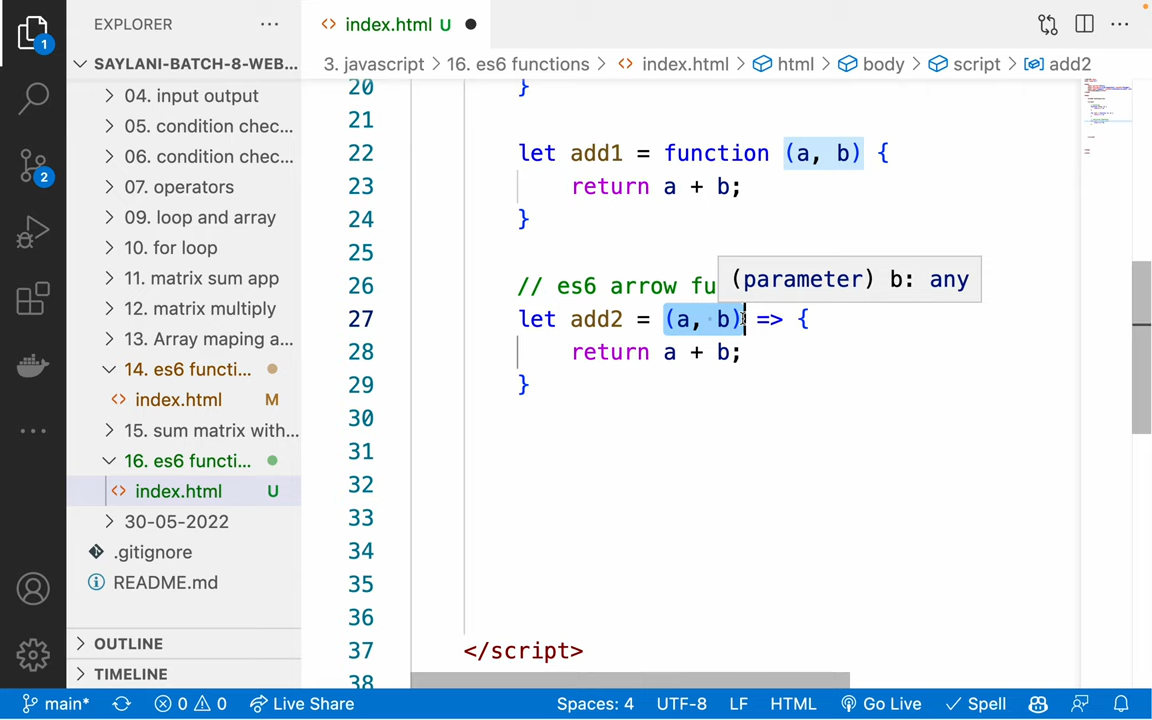 EXPLORER
index.html U
SAYLANI-BATCH-8-WEB...
3. javascript > 16. es6 functions > index.html > html > body > script > add2
04. input output
05. condition chec...
06. condition chec...
07. operators
09. loop and array
10. for loop
11. matrix sum app
12. matrix multiply
13. Array maping a...
14. es6 functi...
index.html M
15. sum matrix with...
16. es6 functi...
index.html U
30-05-2022
.gitignore
README.md
OUTLINE
TIMELINE
1
2
20 }
21
22 let add1 = function (a, b) {
23 return a + b;
24 }
25
26 // es6 arrow fu
(parameter) b: any
27 let add2 = (a, b) => {
28 return a + b;
29 }
30
31
32
33
34
35
36
37 </script>
38
main* 0 0 Live Share Spaces: 4 UTF-8 LF HTML Go Live Spell